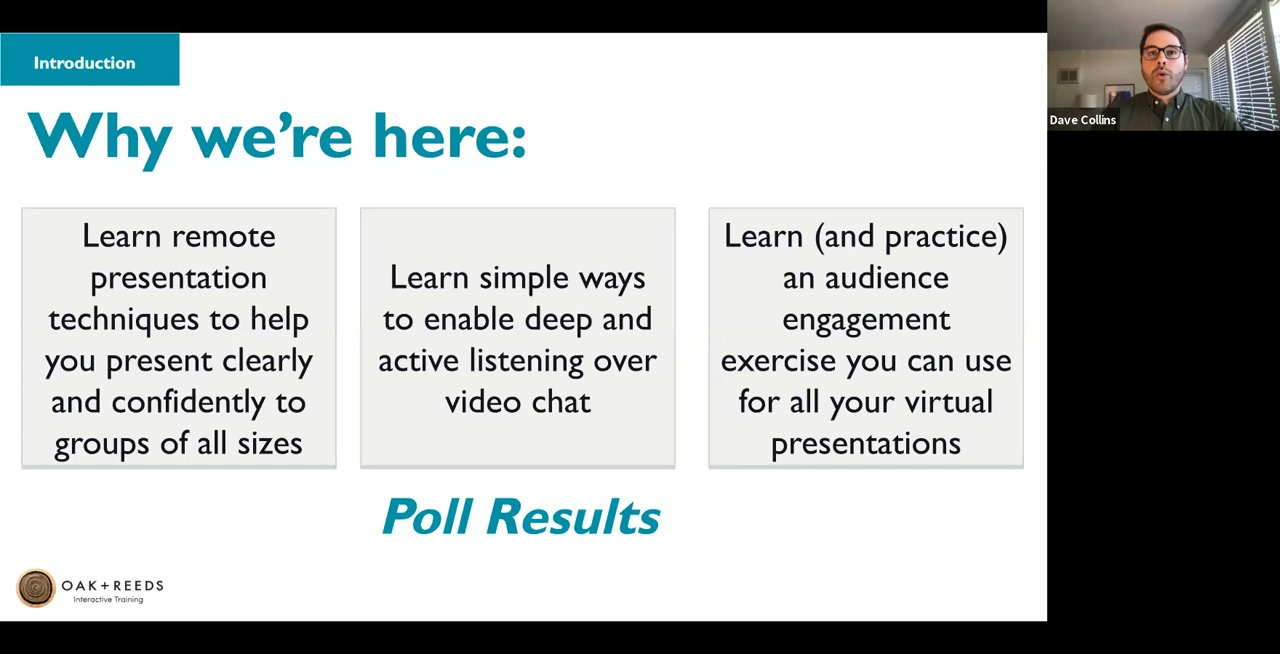 Introduction
Why we're here:
Learn remote
presentation
techniques to help
you present clearly
and confidently to
groups of all sizes
Learn simple ways
to enable deep and
active listening over
video chat
Learn (and practice)
an audience
engagement
exercise you can use
for all your virtual
presentations
Poll Results
OAK+REEDS
Interactive Training
Dave Collins